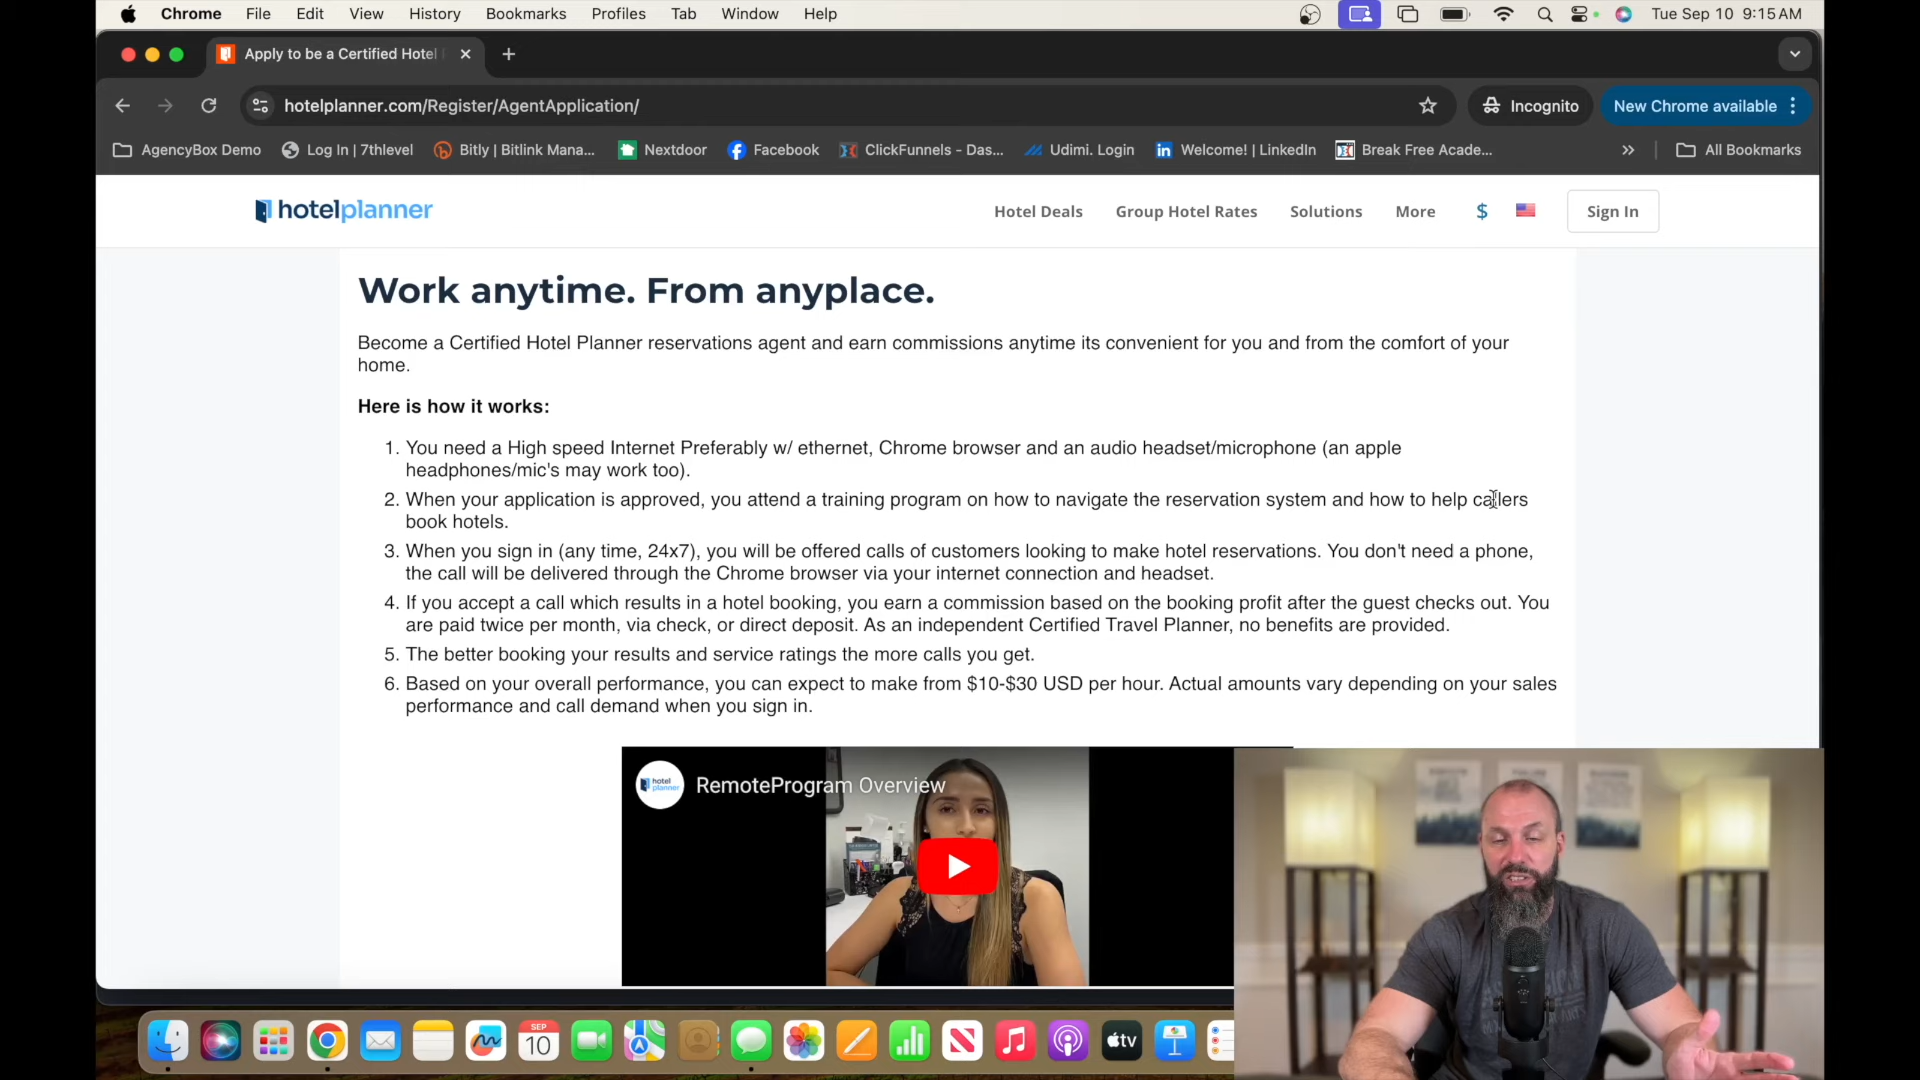 Chrome File Edit View History Bookmarks Profiles Tab Window Help Tue Sep 10 9:15 AM
Apply to be a Certified Hotel
hotelplanner.com/Register/AgentApplication/ Incognito New Chrome available
AgencyBox Demo Log In | 7thlevel Bitly | Bitlink Mana... Nextdoor Facebook ClickFunnels - Das... Udimi. Login Welcome! | LinkedIn Break Free Acade... » All Bookmarks
hotelplanner Hotel Deals Group Hotel Rates Solutions More $ Sign In
Work anytime. From anyplace.
Become a Certified Hotel Planner reservations agent and earn commissions anytime its convenient for you and from the comfort of your
home.
Here is how it works:
1. You need a High speed Internet Preferably w/ ethernet, Chrome browser and an audio headset/microphone (an apple
headphones/mic's may work too).
2. When your application is approved, you attend a training program on how to navigate the reservation system and how to help callers
book hotels.
3. When you sign in (any time, 24x7), you will be offered calls of customers looking to make hotel reservations. You don't need a phone,
the call will be delivered through the Chrome browser via your internet connection and headset.
4. If you accept a call which results in a hotel booking, you earn a commission based on the booking profit after the guest checks out. You
are paid twice per month, via check, or direct deposit. As an independent Certified Travel Planner, no benefits are provided.
5. The better booking your results and service ratings the more calls you get.
6. Based on your overall performance, you can expect to make from $10-$30 USD per hour. Actual amounts vary depending on your sales
performance and call demand when you sign in.
hotel
planner
RemoteProgram Overview
SEP
10
tv